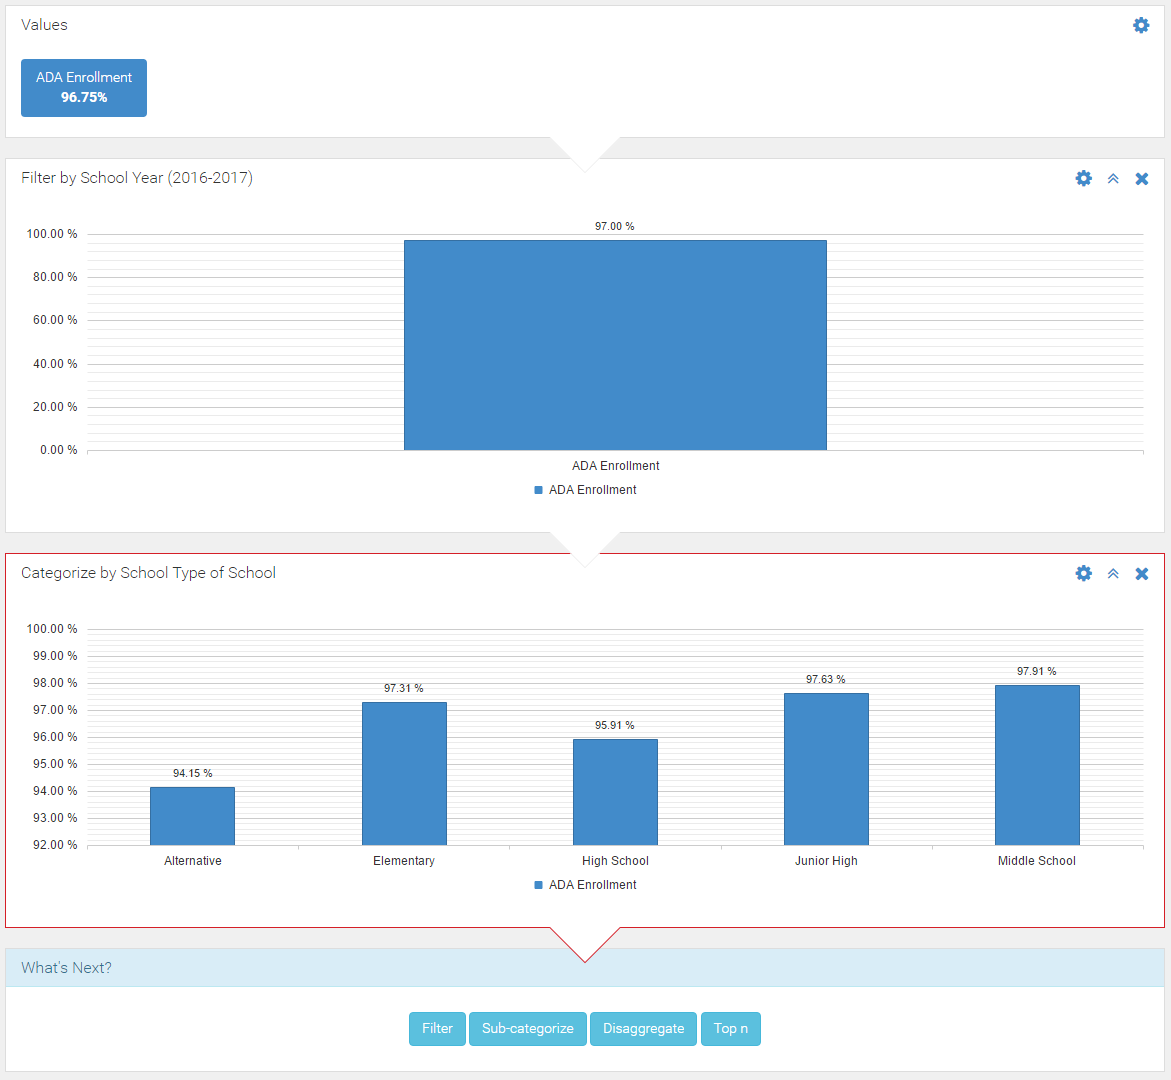 Values
ADA Enrollment
96.75%
Filter by School Year (2016-2017)
97.00 %
100.00 %
80.00 %
60.00 %
40.00 %
20.00 %
0.00 %
ADA Enrollment
ADA Enrollment
Categorize by School Type of School
100.00 %
99.00 %
98.00 %
97.00 %
96.00 %
95.00 %
94.00 %
93.00 %
92.00 %
94.15 %
97.31 %
95.91 %
97.63 %
97.91 %
Alternative Elementary High School Junior High Middle School
ADA Enrollment
What's Next?
Filter Sub-categorize Disaggregate Top n